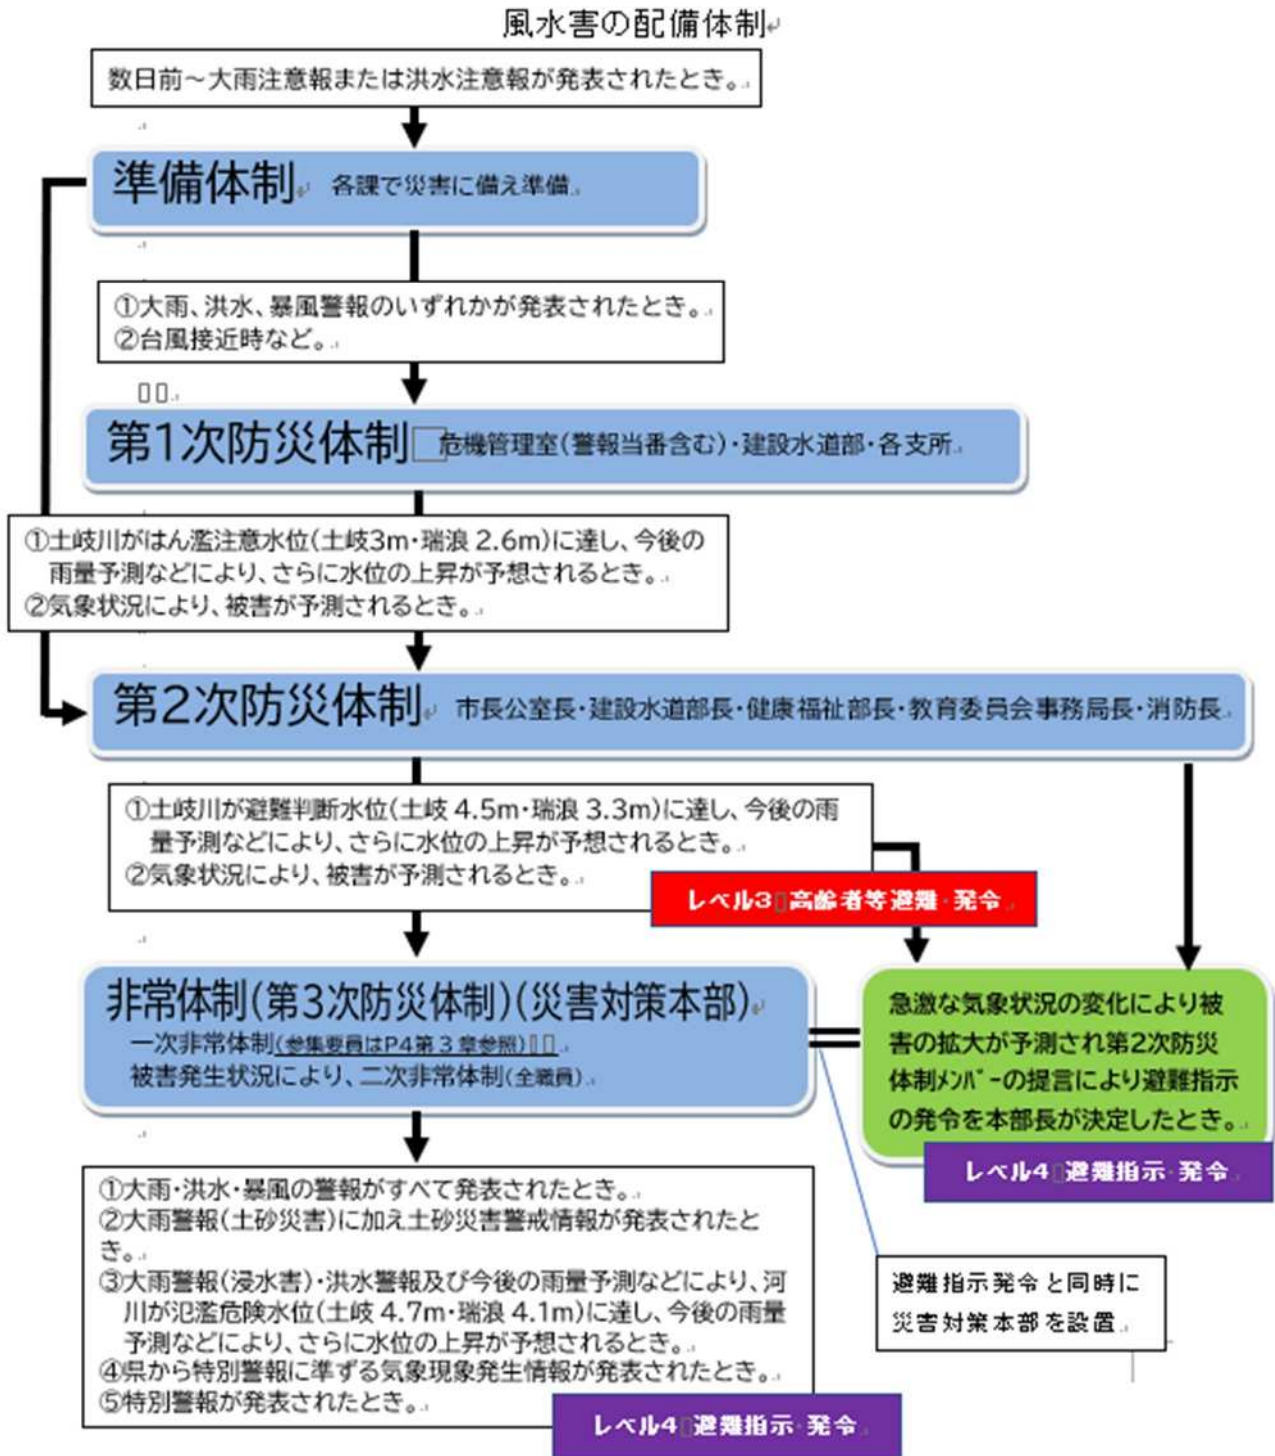 風水害の配備体制
数日前～大雨注意報または洪水注意報が発表されたとき。
準備体制 各課で災害に備え準備
①大雨、洪水、暴風警報のいずれかが発表されたとき。
②台風接近時など。
第1次防災体制 危機管理室(警報当番含む)・建設水道部・各支所
①土岐川がはん濫注意水位(土岐3m・瑞浪 2.6m)に達し、今後の
雨量予測などにより、さらに水位の上昇が予想されるとき。
②気象状況により、被害が予測されるとき。
第2次防災体制 市長公室長・建設水道部長・健康福祉部長・教育委員会事務局長・消防長
①土岐川が避難判断水位(土岐 4.5m・瑞浪 3.3m)に達し、今後の雨
量予測などにより、さらに水位の上昇が予想されるとき。
②気象状況により、被害が予測されるとき。
レベル3 高齢者等避難 発令
非常体制(第3次防災体制)(災害対策本部)
一次非常体制(参集要員はP4第3章参照)
被害発生状況により、二次非常体制(全職員)
急激な気象状況の変化により被
害の拡大が予測され第2次防災
体制メンバーの提言により避難指示
の発令を本部長が決定したとき。
レベル4 避難指示 発令
①大雨・洪水・暴風の警報がすべて発表されたとき。
②大雨警報(土砂災害)に加え土砂災害警戒情報が発表されたと
き。
③大雨警報(浸水害)・洪水警報及び今後の雨量予測などにより、河
川が氾濫危険水位(土岐 4.7m・瑞浪 4.1m)に達し、今後の雨量
予測などにより、さらに水位の上昇が予想されるとき。
④県から特別警報に準ずる気象現象発生情報が発表されたとき。
⑤特別警報が発表されたとき。
レベル4 避難指示 発令
避難指示発令と同時に
災害対策本部を設置